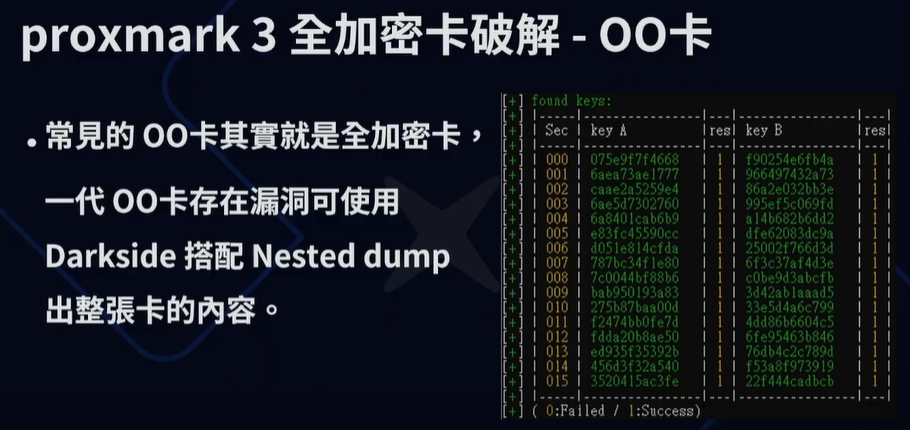 proxmark 3 全加密卡破解 - OO卡
• 常見的 OO卡其實就是全加密卡，
一代 OO卡存在漏洞可使用
Darkside 搭配 Nested dump
出整張卡的內容。
[+] found keys:
[+] |-----|----------------|---|----------------|---|
[+] | Sec | key A |res| key B |res|
[+] |-----|----------------|---|----------------|---|
[+] | 000 | 075e9f7f4668 | 1 | f90254e6fb4a | 1 |
[+] | 001 | 6aea73ae1777 | 1 | 966497432a73 | 1 |
[+] | 002 | caae2a5259e4 | 1 | 86a2e032bb3e | 1 |
[+] | 003 | 6ae5d7302760 | 1 | 995ef5c069fd | 1 |
[+] | 004 | 6a8401cab6b9 | 1 | a14b682b6dd2 | 1 |
[+] | 005 | e83fc45590cc | 1 | dfe62083dc9a | 1 |
[+] | 006 | d051e814cfda | 1 | 25002f766d3d | 1 |
[+] | 007 | 787bc34f1e80 | 1 | 6f3c37af4d3e | 1 |
[+] | 008 | 7c0044bf88b6 | 1 | c0be9d3abcfb | 1 |
[+] | 009 | bab950193a83 | 1 | 3d42ab1aaad5 | 1 |
[+] | 010 | 275b87baa00d | 1 | 33e5d4a6c799 | 1 |
[+] | 011 | f2474bb0fe7d | 1 | 4dd86b6604c5 | 1 |
[+] | 012 | fdda20b8ae50 | 1 | 6fe95463b846 | 1 |
[+] | 013 | ed935f35392b | 1 | 76db4c2c789d | 1 |
[+] | 014 | 456d3f32a540 | 1 | f53a8f973919 | 1 |
[+] | 015 | 3520415ac3fe | 1 | 22f444cadbcb | 1 |
[+] |-----|----------------|---|----------------|---|
[+] ( 0:Failed / 1:Success)